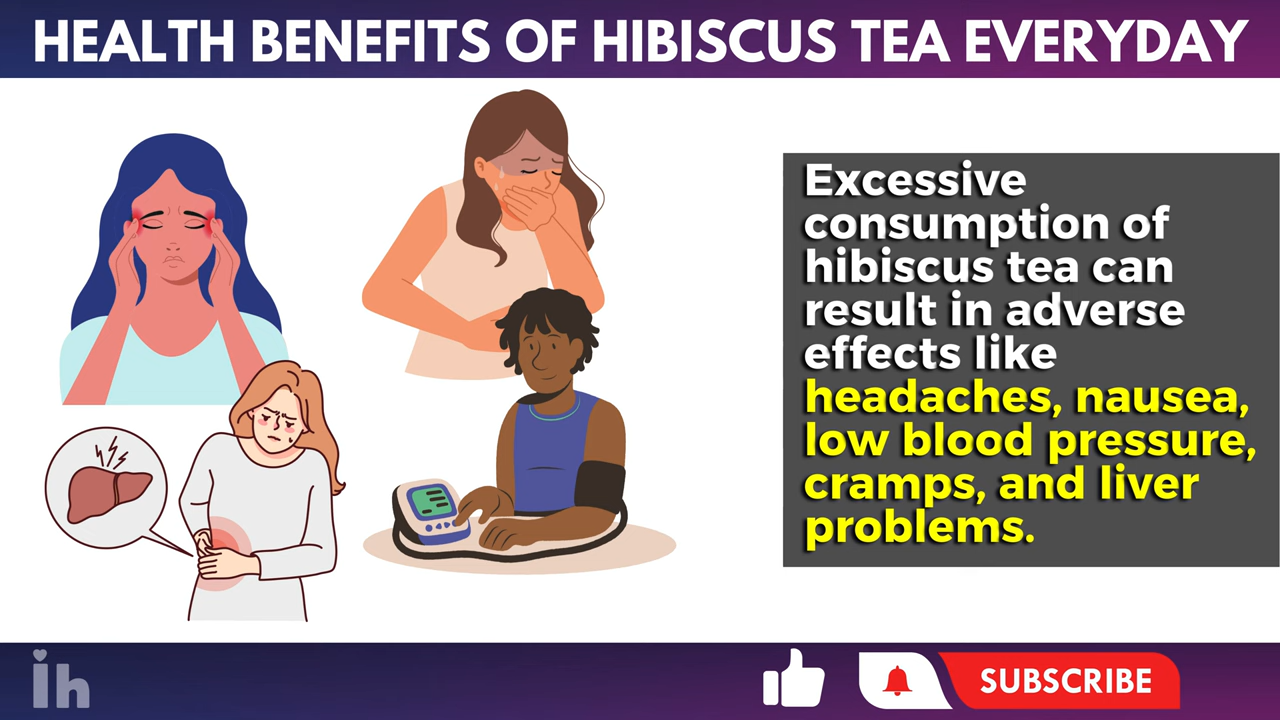 HEALTH BENEFITS OF HIBISCUS TEA EVERYDAY
Excessive
consumption of
hibiscus tea can
result in adverse
effects like
headaches, nausea,
low blood pressure,
cramps, and liver
problems.
ih
SUBSCRIBE